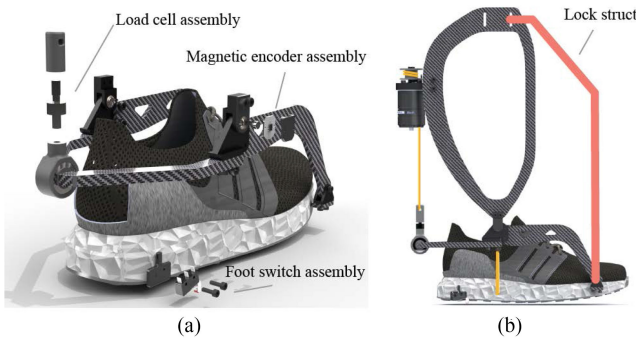 Load cell assembly
Magnetic encoder assembly
Foot switch assembly
Lock struct
(a)
(b)